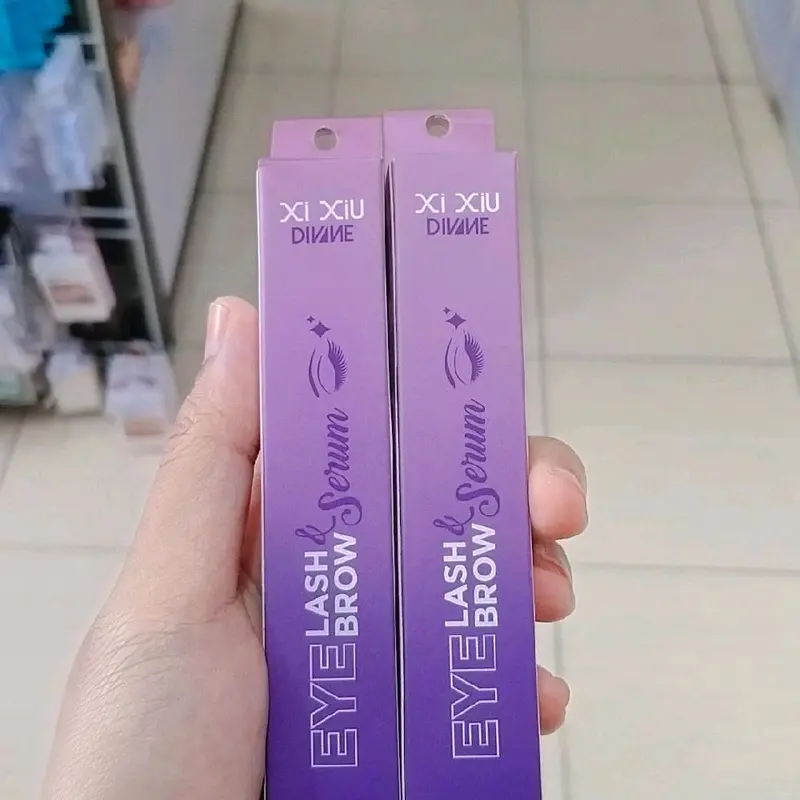 XI XIU
DIVINE
EYE LASH & BROW Serum
XI XIU
DIVINE
EYE LASH & BROW Serum